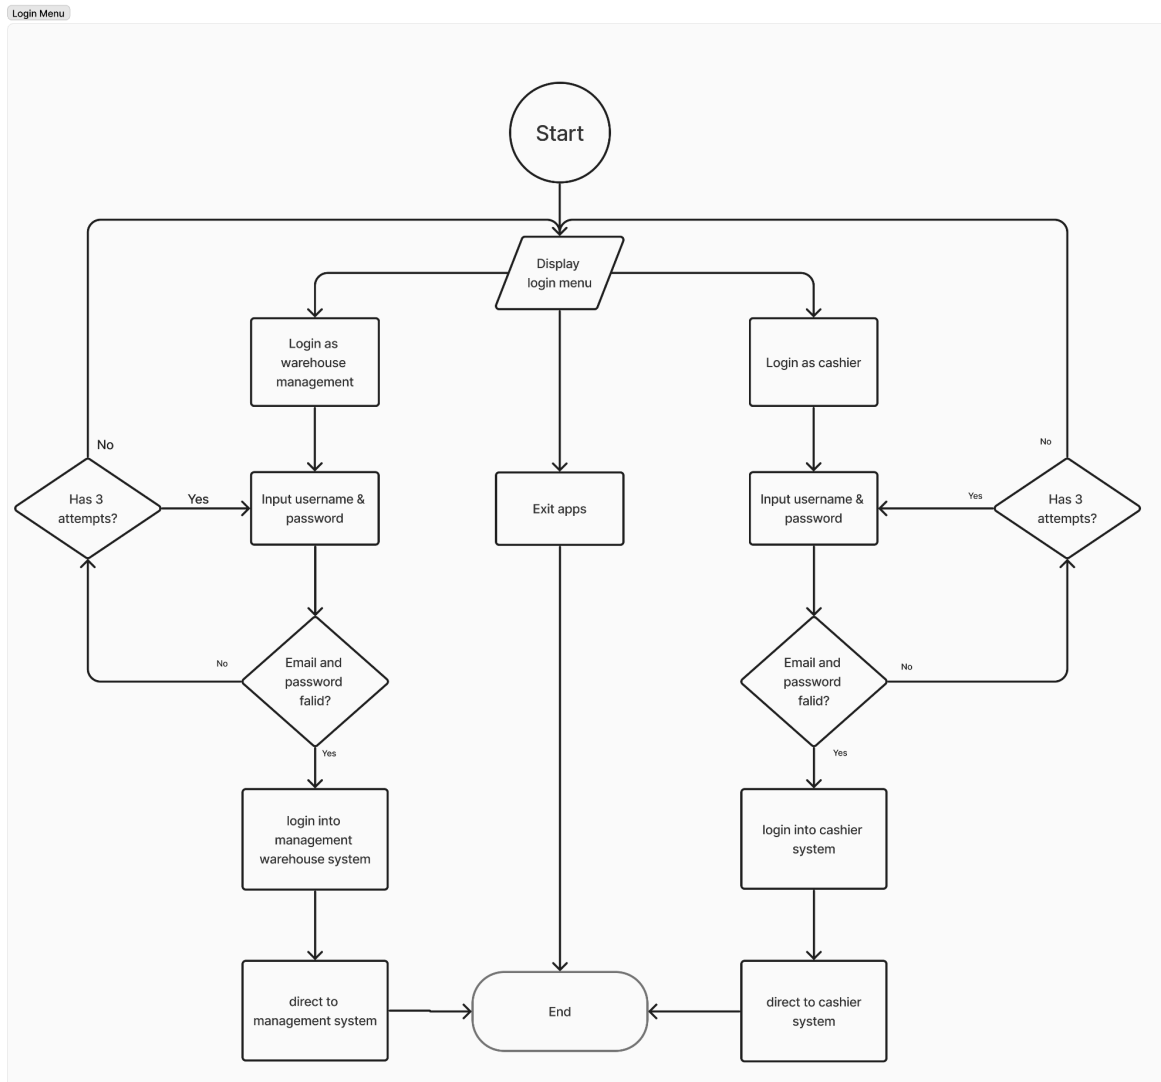 Login Menu
Start
Display
login menu
Login as
warehouse
management
Login as cashier
No
No
Has 3
attempts?
Yes
Input username &
password
Exit apps
Input username &
password
Yes
Has 3
attempts?
No
Email and
password
falid?
Email and
password
falid?
No
Yes
Yes
login into
management
warehouse system
login into cashier
system
direct to
management system
End
direct to cashier
system